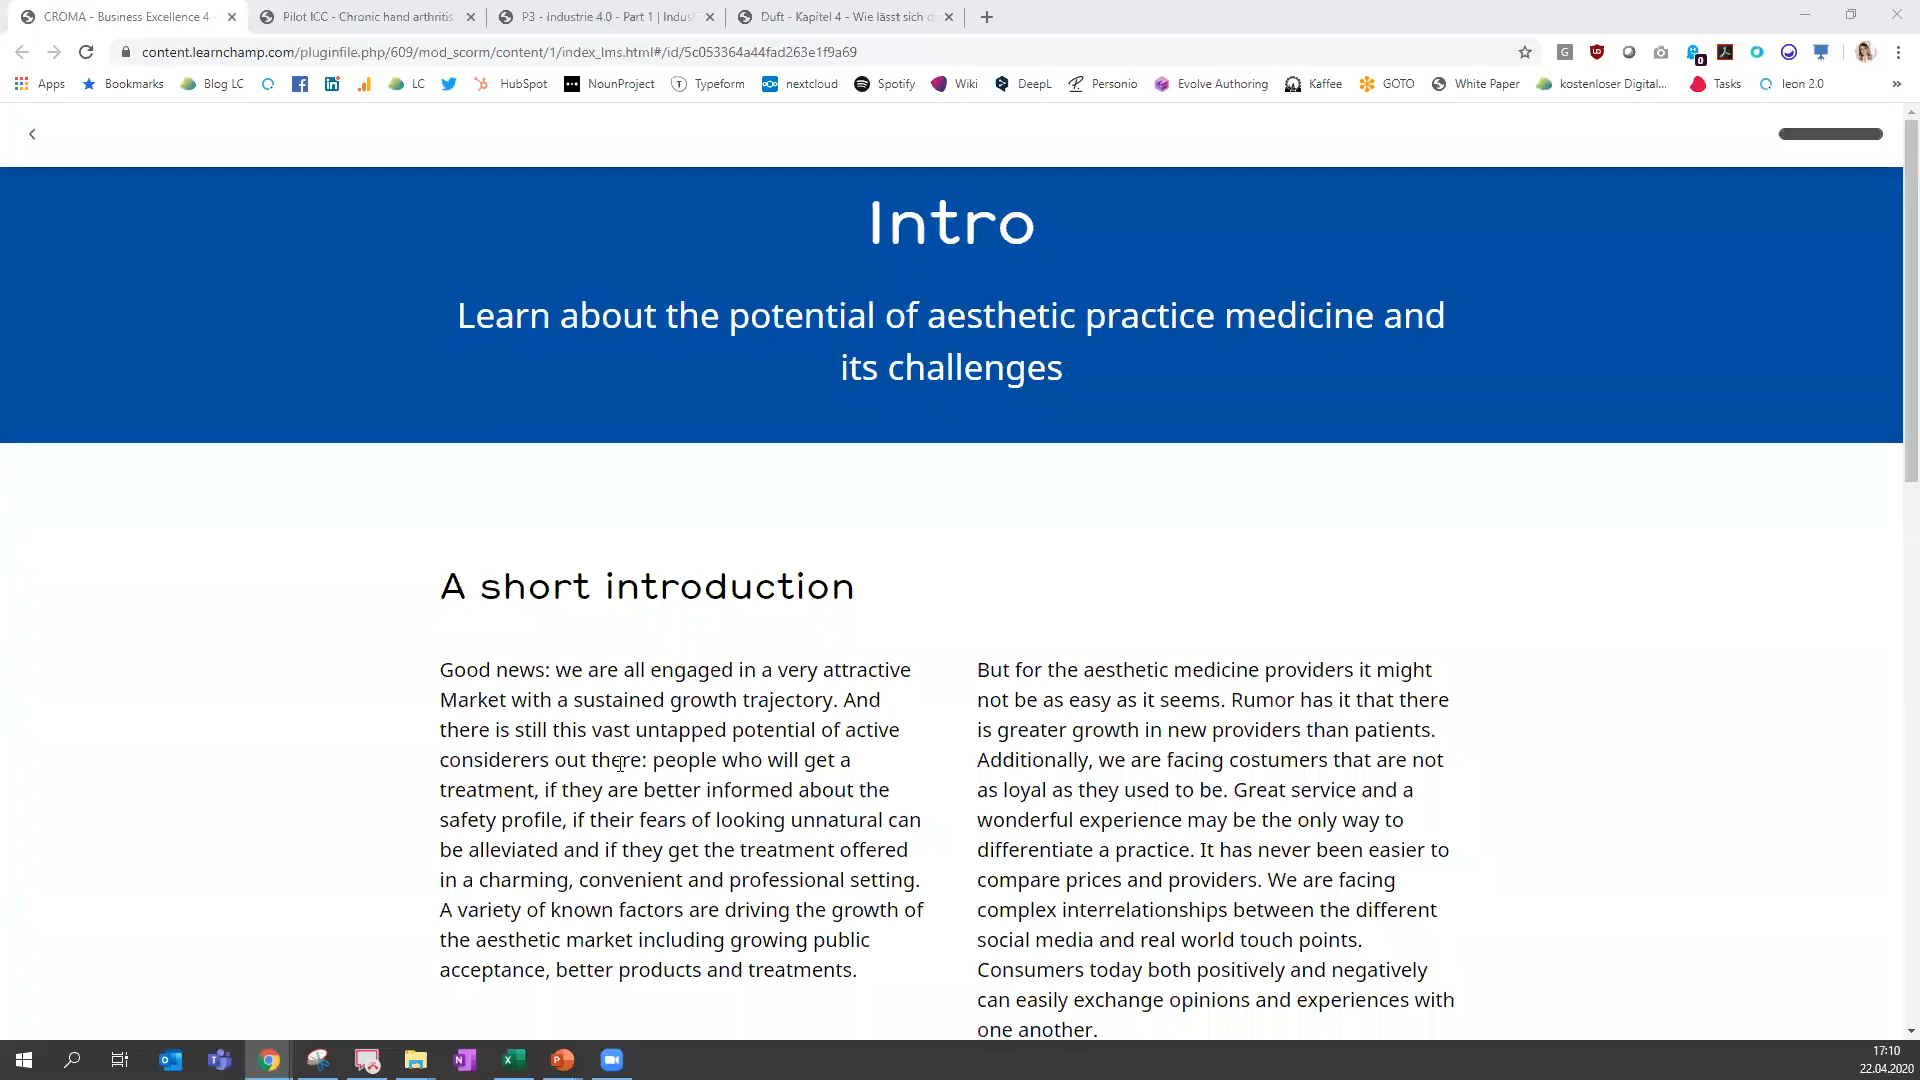 CROMA - Business Excellence 4 -
Pilot ICC - Chronic hand arthritis
P3 - Industrie 4.0 - Part 1 | Indus
Duft - Kapitel 4 - Wie lässt sich d
content.learnchamp.com/pluginfile.php/609/mod_scorm/content/1/index_lms.html#/id/5c053364a44fad263e1f9a69
Apps Bookmarks Blog LC LC HubSpot NounProject Typeform nextcloud Spotify Wiki DeepL Personio Evolve Authoring Kaffee GOTO White Paper kostenloser Digital... Tasks leon 2.0 »
Intro
Learn about the potential of aesthetic practice medicine and
its challenges
A short introduction
Good news: we are all engaged in a very attractive
Market with a sustained growth trajectory. And
there is still this vast untapped potential of active
considerers out there: people who will get a
treatment, if they are better informed about the
safety profile, if their fears of looking unnatural can
be alleviated and if they get the treatment offered
in a charming, convenient and professional setting.
A variety of known factors are driving the growth of
the aesthetic market including growing public
acceptance, better products and treatments.
But for the aesthetic medicine providers it might
not be as easy as it seems. Rumor has it that there
is greater growth in new providers than patients.
Additionally, we are facing costumers that are not
as loyal as they used to be. Great service and a
wonderful experience may be the only way to
differentiate a practice. It has never been easier to
compare prices and providers. We are facing
complex interrelationships between the different
social media and real world touch points.
Consumers today both positively and negatively
can easily exchange opinions and experiences with
one another.
17:10
22.04.2020